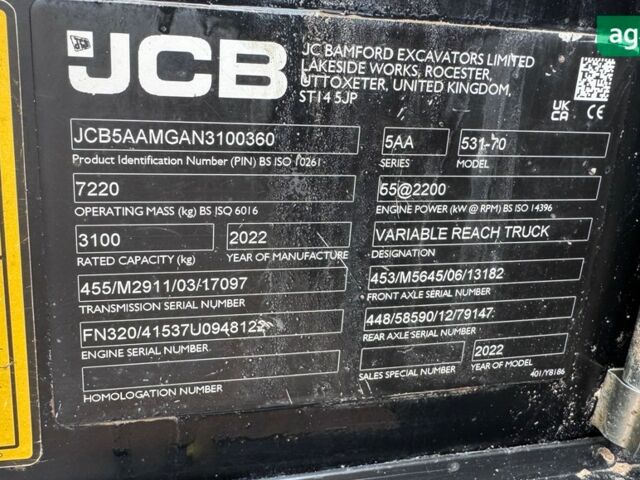 JCB
JC BAMFORD EXCAVATORS LIMITED
LAKESIDE WORKS, ROCESTER,
UTTOXETER, UNITED KINGDOM,
ST14 5JP
ag
UK
CA CE
JCB5AAMGAN3100360 5AA 531-70
Product Identification Number (PIN) BS ISO 10261 SERIES MODEL
7220 55@2200
OPERATING MASS (kg) BS ISO 6016 ENGINE POWER (kW @ RPM) BS ISO 14396
3100 2022 VARIABLE REACH TRUCK
RATED CAPACITY (kg) YEAR OF MANUFACTURE DESIGNATION
455/M2911/03/17097 453/M5645/06/13182
TRANSMISSION SERIAL NUMBER FRONT AXLE SERIAL NUMBER
FN320/41537U0948122 448/58590/12/79147
ENGINE SERIAL NUMBER REAR AXLE SERIAL NUMBER
2022
HOMOLOGATION NUMBER SALES SPECIAL NUMBER YEAR OF MODEL
401/Y8186